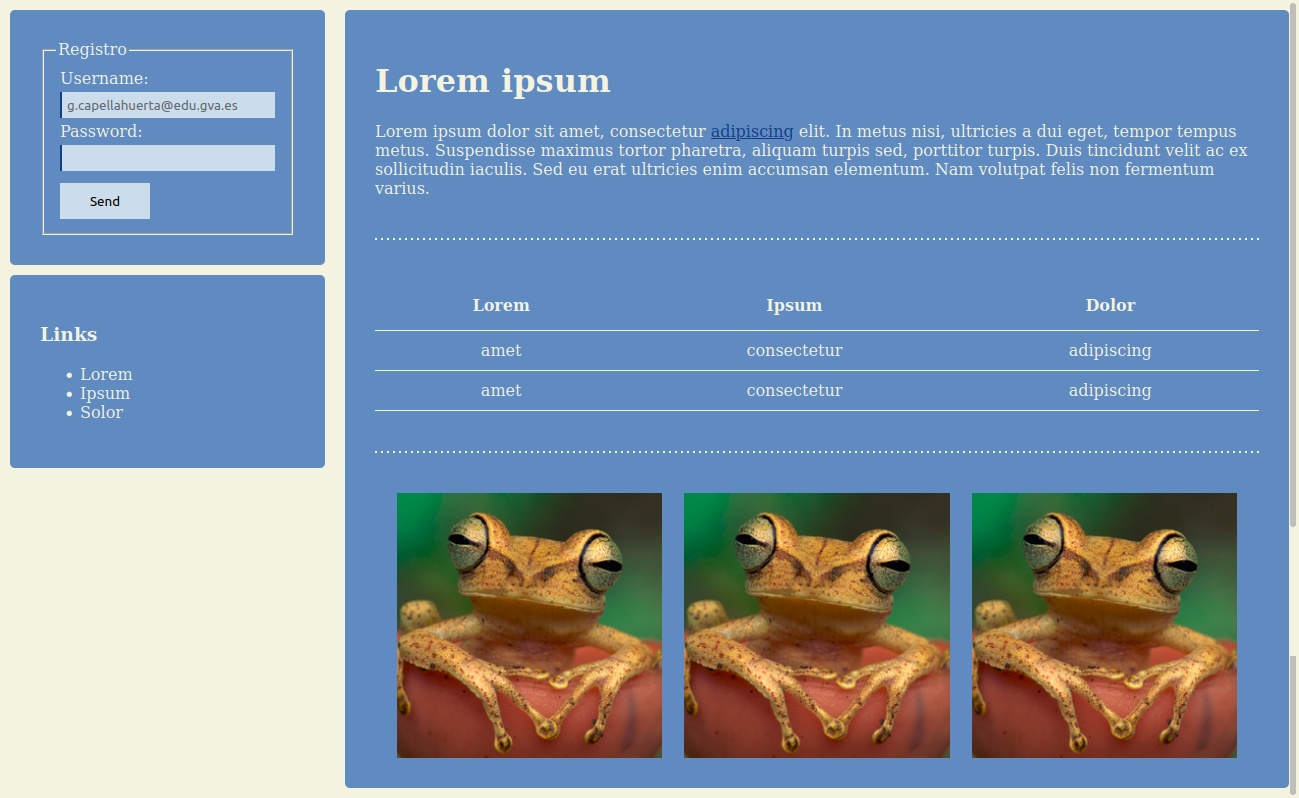 Registro
Username:
g.capellahuerta@edu.gva.es
Password:
Send
Links
Lorem
Ipsum
Solor
Lorem ipsum
Lorem ipsum dolor sit amet, consectetur adipiscing elit. In metus nisi, ultricies a dui eget, tempor tempus
metus. Suspendisse maximus tortor pharetra, aliquam turpis sed, porttitor turpis. Duis tincidunt velit ac ex
sollicitudin iaculis. Sed eu erat ultricies enim accumsan elementum. Nam volutpat felis non fermentum
varius.
Lorem Ipsum Dolor
amet consectetur adipiscing
amet consectetur adipiscing